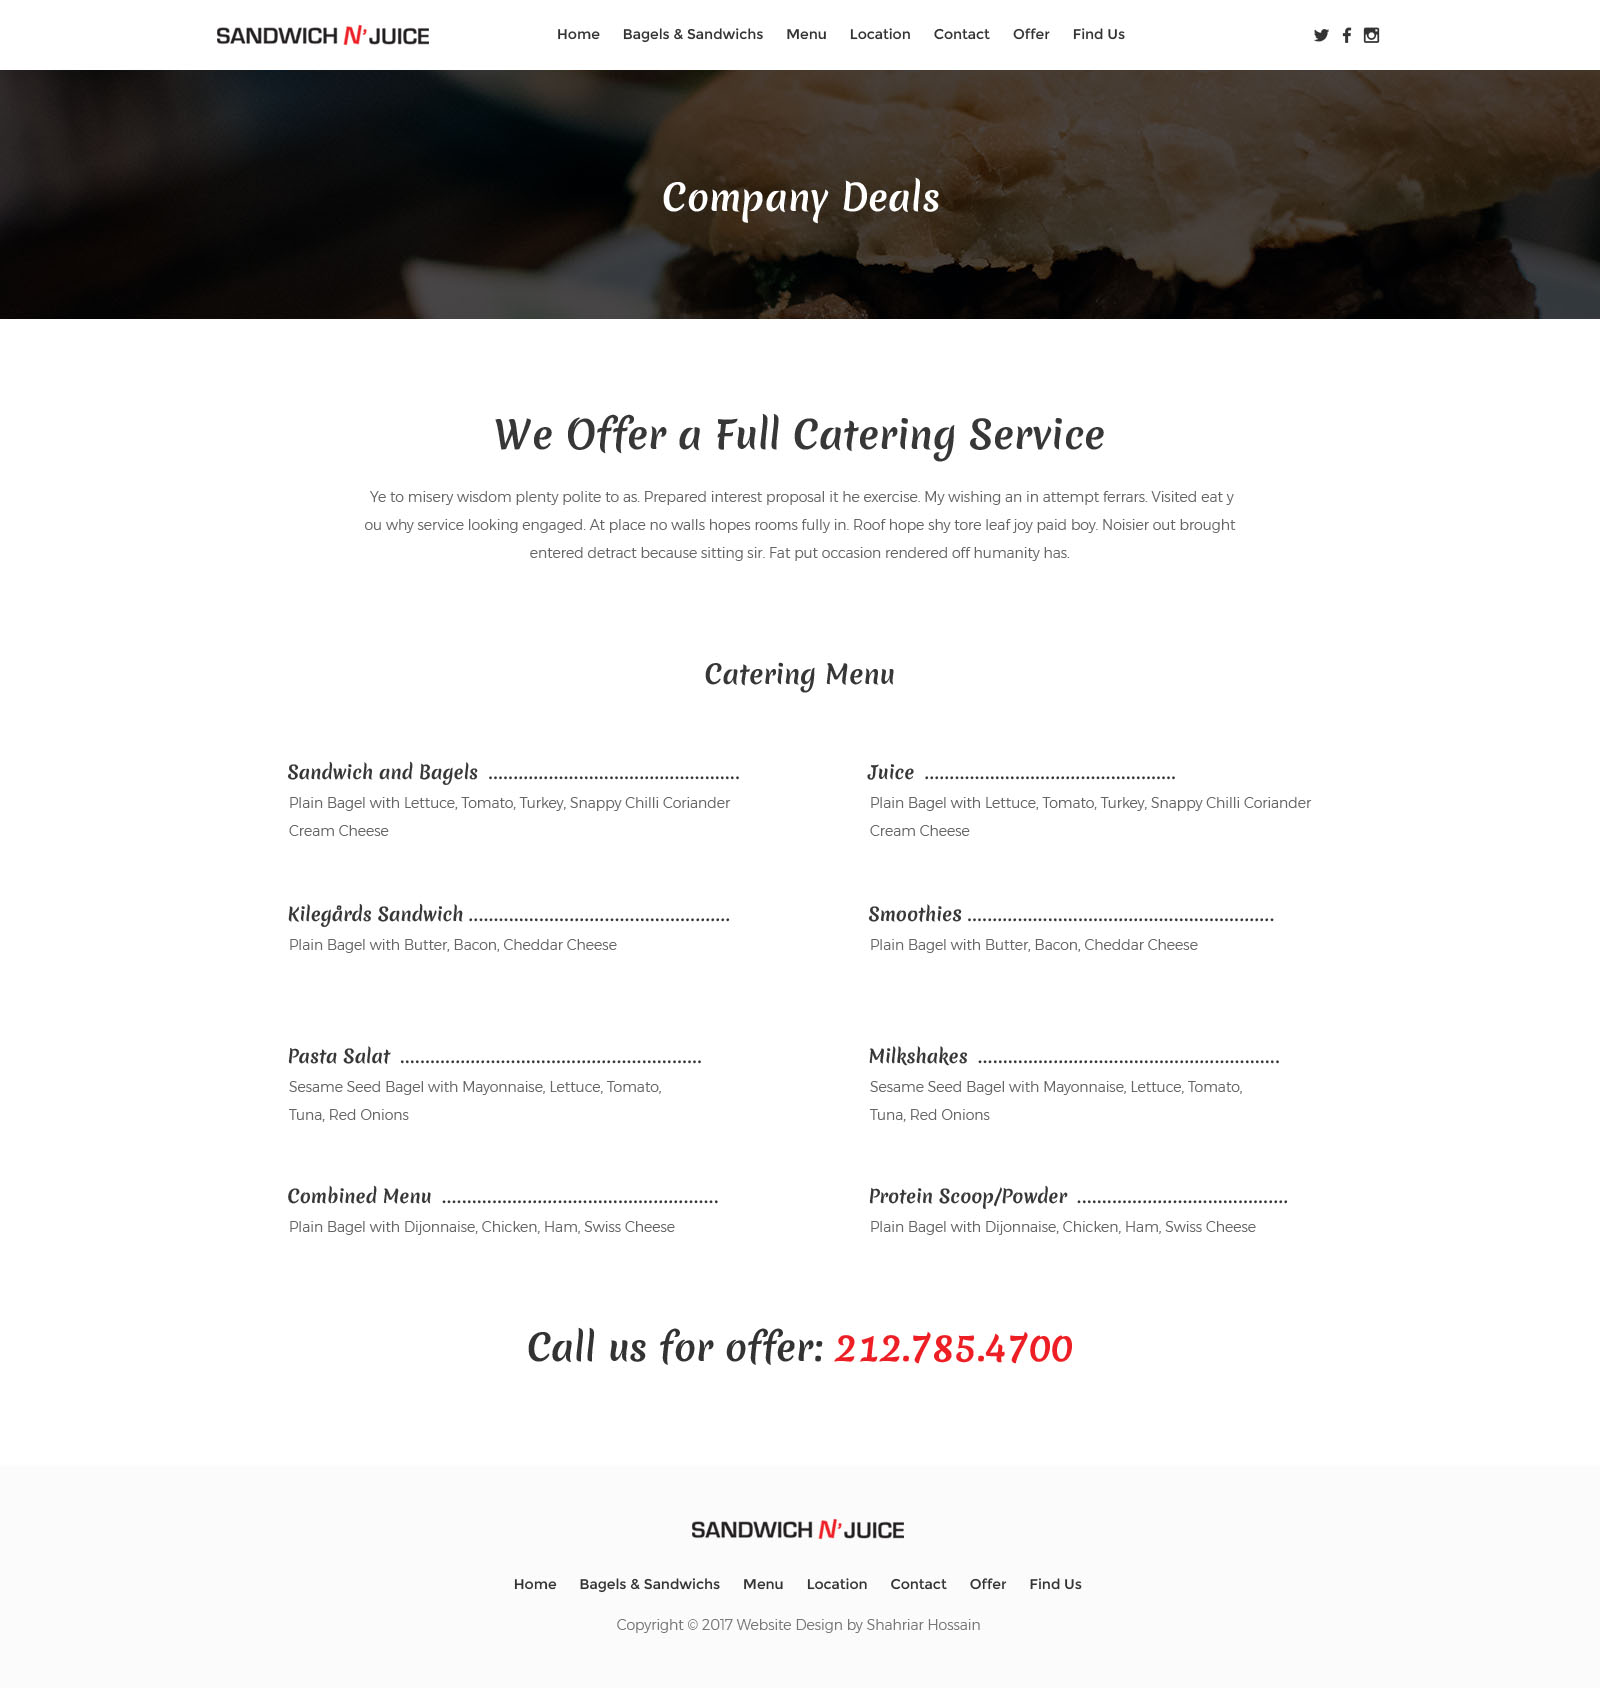 SANDWICH N' JUICE
Home Bagels & Sandwichs Menu Location Contact Offer Find Us
Company Deals
We Offer a Full Catering Service
Ye to misery wisdom plenty polite to as. Prepared interest proposal it he exercise. My wishing an in attempt ferrars. Visited eat y
ou why service looking engaged. At place no walls hopes rooms fully in. Roof hope shy tore leaf joy paid boy. Noisier out brought
entered detract because sitting sir. Fat put occasion rendered off humanity has.
Catering Menu
Sandwich and Bagels ..................................................
Plain Bagel with Lettuce, Tomato, Turkey, Snappy Chilli Coriander
Cream Cheese
Juice ..................................................
Plain Bagel with Lettuce, Tomato, Turkey, Snappy Chilli Coriander
Cream Cheese
Kilegårds Sandwich ....................................................
Plain Bagel with Butter, Bacon, Cheddar Cheese
Smoothies .............................................................
Plain Bagel with Butter, Bacon, Cheddar Cheese
Pasta Salat ............................................................
Sesame Seed Bagel with Mayonnaise, Lettuce, Tomato,
Tuna, Red Onions
Milkshakes ............................................................
Sesame Seed Bagel with Mayonnaise, Lettuce, Tomato,
Tuna, Red Onions
Combined Menu .......................................................
Plain Bagel with Dijonnaise, Chicken, Ham, Swiss Cheese
Protein Scoop/Powder ..........................................
Plain Bagel with Dijonnaise, Chicken, Ham, Swiss Cheese
Call us for offer: 212.785.4700
SANDWICH N' JUICE
Home Bagels & Sandwichs Menu Location Contact Offer Find Us
Copyright © 2017 Website Design by Shahriar Hossain